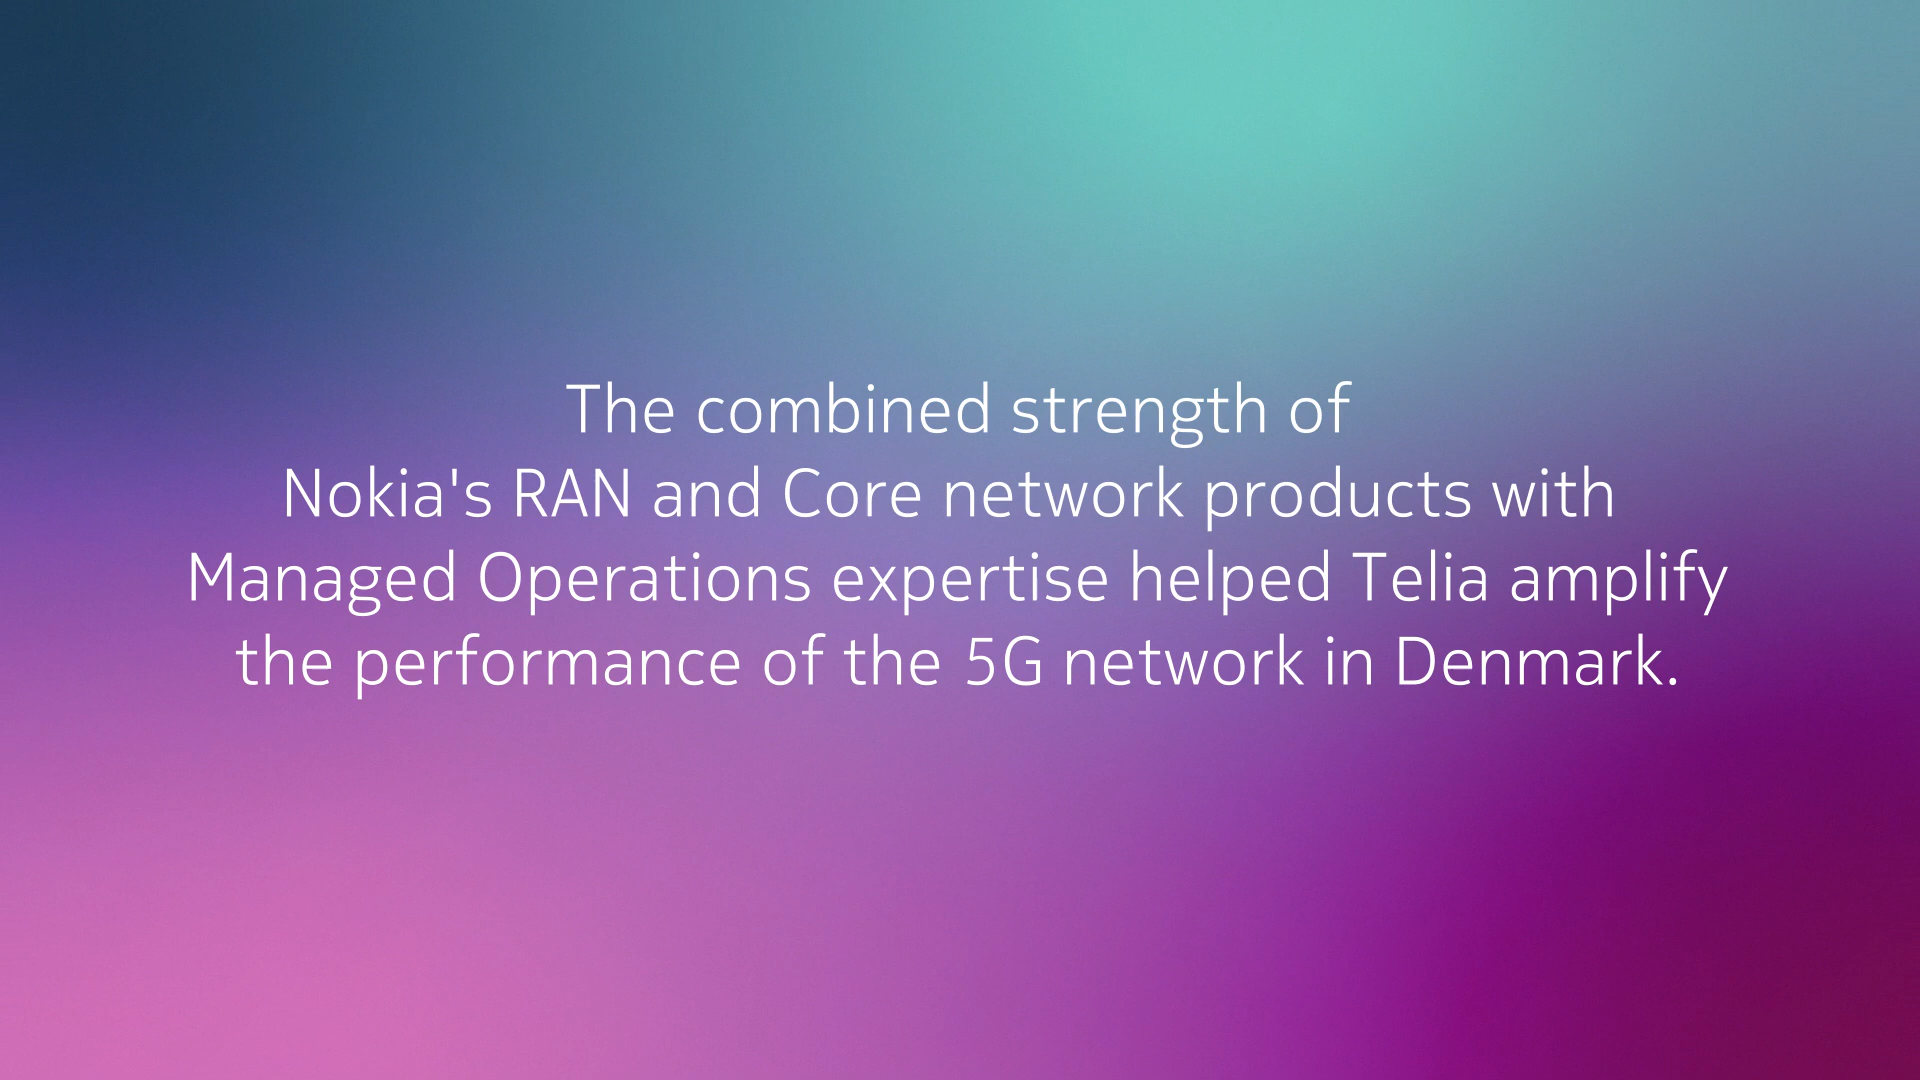 The combined strength of
Nokia's RAN and Core network products with
Managed Operations expertise helped Telia amplify
the performance of the 5G network in Denmark.